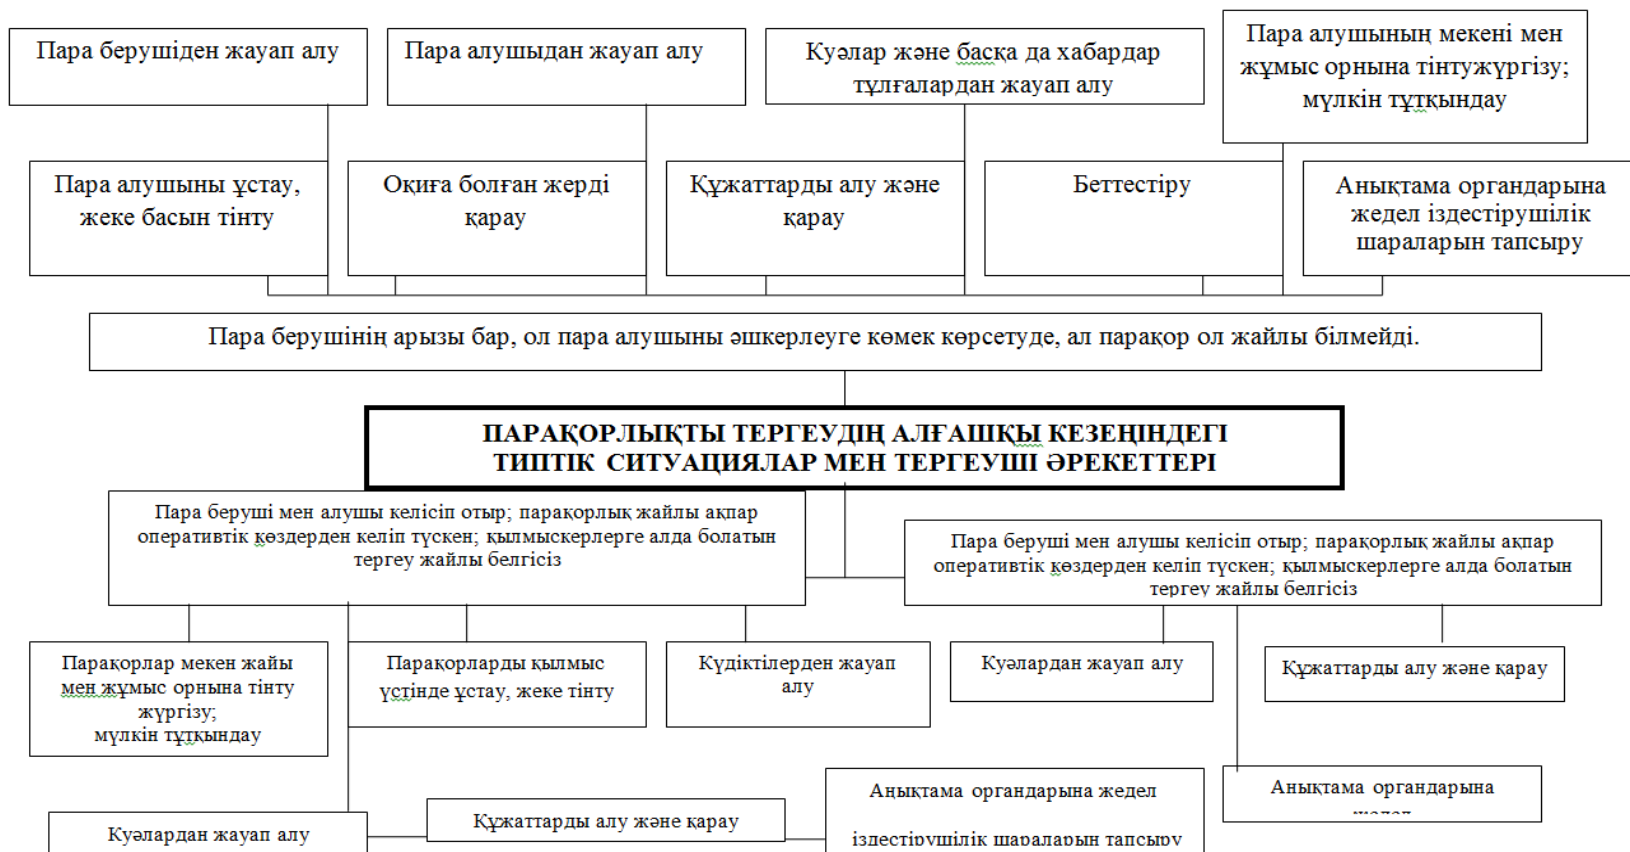 Пара берушіден жауап алу
Пара алушыдан жауап алу
Куәлар және басқа да хабардар
тұлғалардан жауап алу
Пара алушының мекені мен
жұмыс орнына тінтужүргізу;
мүлкін тұтқындау
Пара алушыны ұстау,
жеке басын тінту
Оқиға болған жерді
қарау
Құжаттарды алу және
қарау
Беттестіру
Анықтама органдарына
жедел іздестірушілік
шараларын тапсыру
Пара берушінің арызы бар, ол пара алушыны әшкерлеуге көмек көрсетуде, ал парақор ол жайлы білмейді.
ПАРАҚОРЛЫҚТЫ ТЕРГЕУДІҢ АЛҒАШҚЫ КЕЗЕҢІНДЕГІ
ТИПТІК СИТУАЦИЯЛАР МЕН ТЕРГЕУШІ ӘРЕКЕТТЕРІ
Пара беруші мен алушы келісіп отыр; парақорлық жайлы ақпар
оперативтік көздерден келіп түскен; қылмыскерлерге алда болатын
тергеу жайлы белгісіз
Пара беруші мен алушы келісіп отыр; парақорлық жайлы ақпар
оперативтік көздерден келіп түскен; қылмыскерлерге алда болатын
тергеу жайлы белгісіз
Парақорлар мекен жайы
мен жұмыс орнына тінту
жүргізу;
мүлкін тұтқындау
Парақорларды қылмыс
үстінде ұстау, жеке тінту
Күдіктілерден жауап
алу
Куәлардан жауап алу
Құжаттарды алу және қарау
Куәлардан жауап алу
Құжаттарды алу және қарау
Аңықтама органдарына жедел
іздестірушілік шараларын тапсыру
Анықтама органдарына